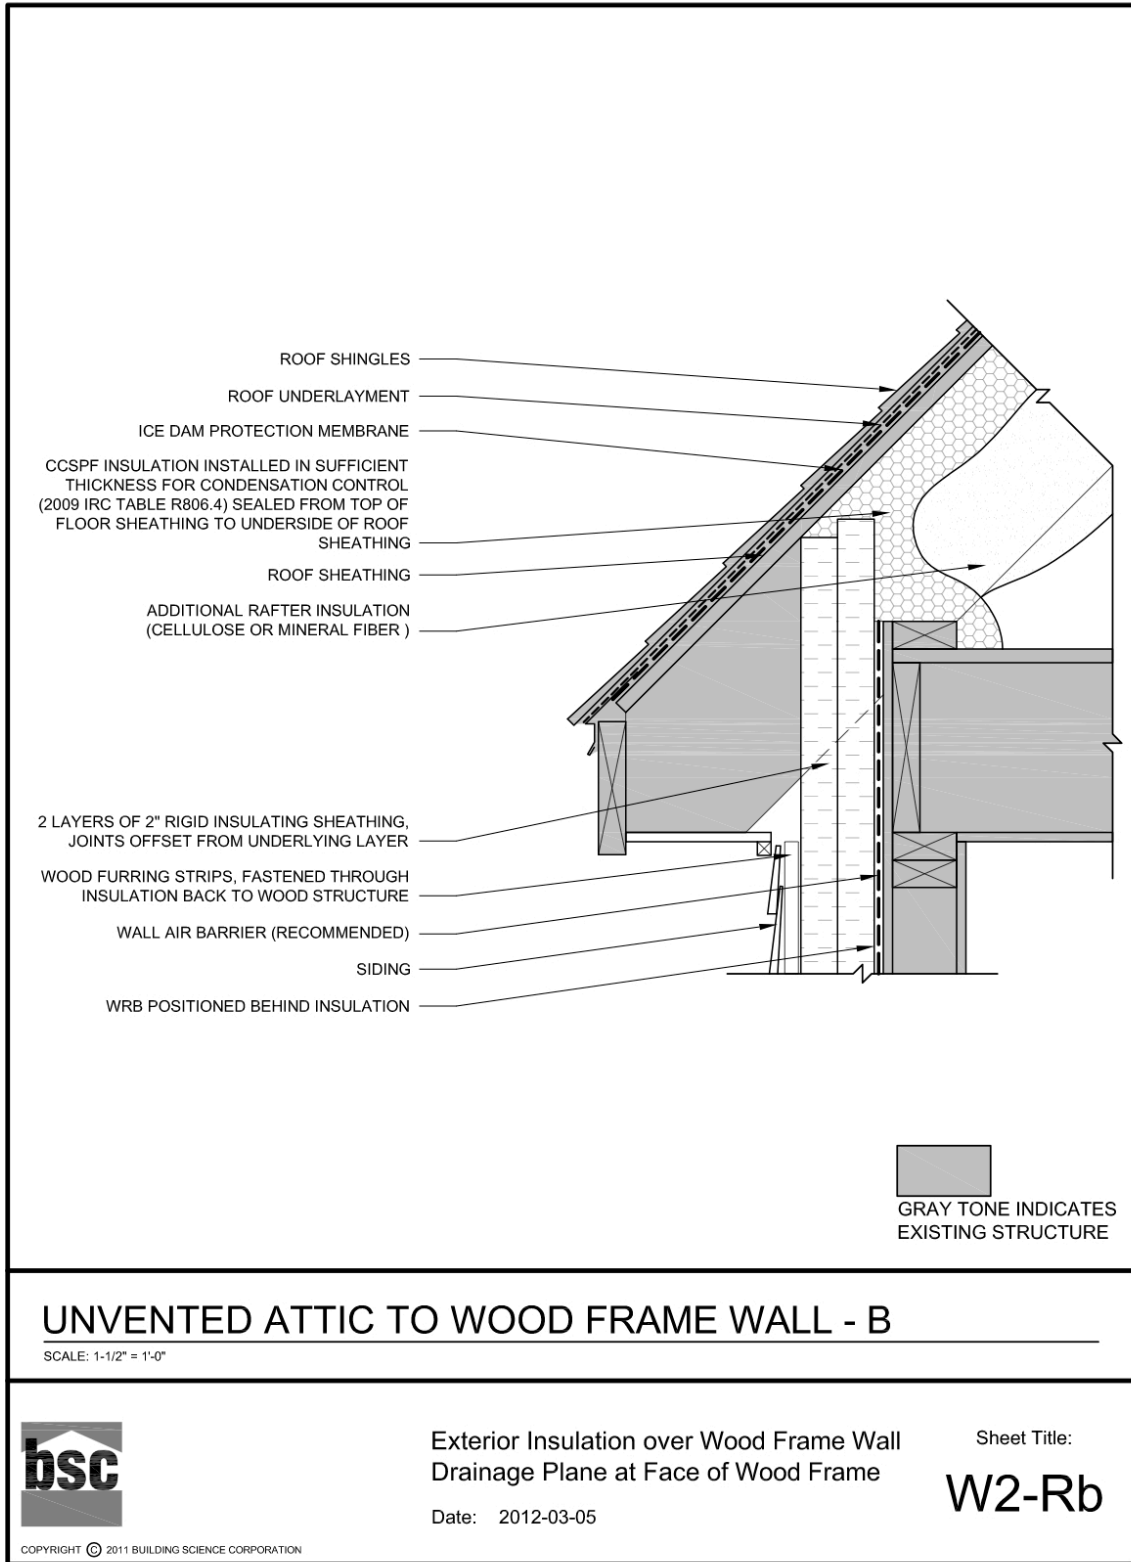 ROOF SHINGLES
ROOF UNDERLAYMENT
ICE DAM PROTECTION MEMBRANE
CCSPF INSULATION INSTALLED IN SUFFICIENT
THICKNESS FOR CONDENSATION CONTROL
(2009 IRC TABLE R806.4) SEALED FROM TOP OF
FLOOR SHEATHING TO UNDERSIDE OF ROOF
SHEATHING
ROOF SHEATHING
ADDITIONAL RAFTER INSULATION
(CELLULOSE OR MINERAL FIBER )
2 LAYERS OF 2" RIGID INSULATING SHEATHING,
JOINTS OFFSET FROM UNDERLYING LAYER
WOOD FURRING STRIPS, FASTENED THROUGH
INSULATION BACK TO WOOD STRUCTURE
WALL AIR BARRIER (RECOMMENDED)
SIDING
WRB POSITIONED BEHIND INSULATION
GRAY TONE INDICATES
EXISTING STRUCTURE
UNVENTED ATTIC TO WOOD FRAME WALL - B
SCALE: 1-1/2" = 1'-0"
bsc
Exterior Insulation over Wood Frame Wall
Drainage Plane at Face of Wood Frame
Date: 2012-03-05
Sheet Title:
W2-Rb
COPYRIGHT © 2011 BUILDING SCIENCE CORPORATION